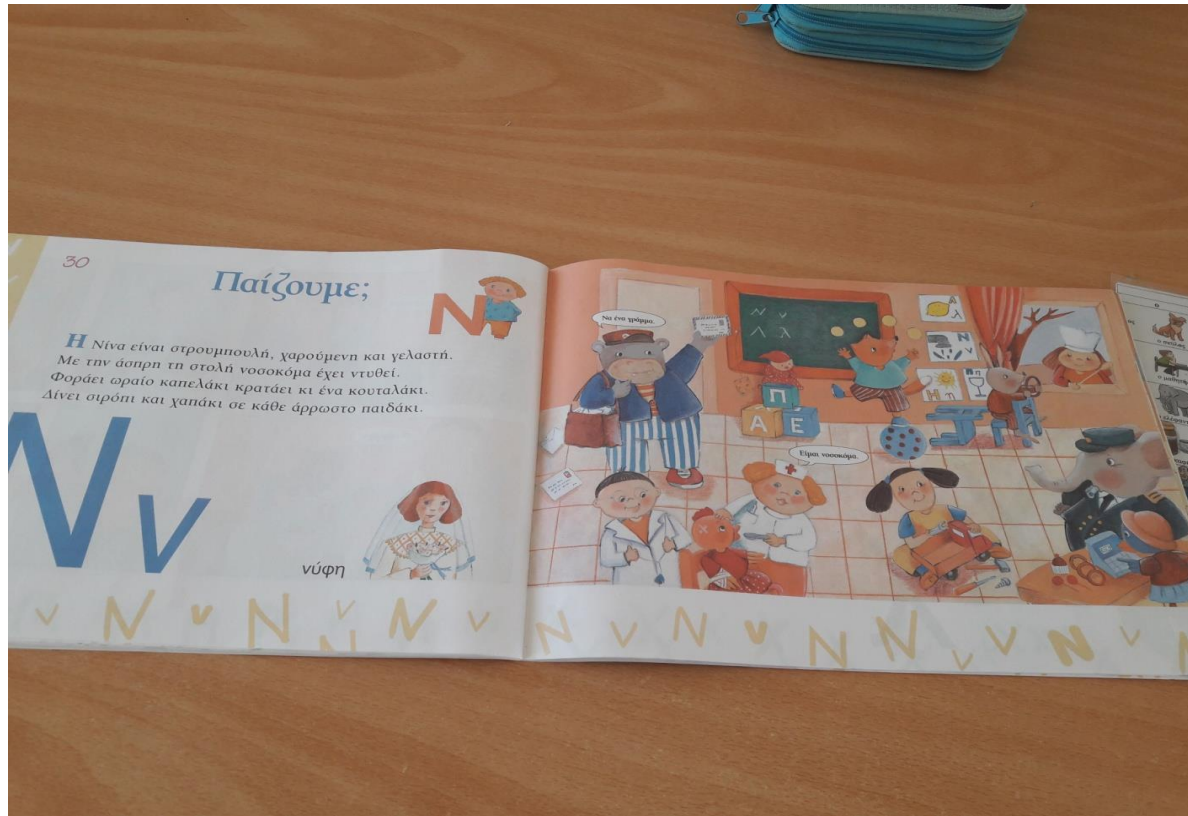 30
Παίζουμε;
Ν
Η Νίνα είναι στρουμπουλή, χαρούμενη και γελαστή.
Με την άσπρη τη στολή νοσοκόμα έχει ντυθεί.
Φοράει ωραίο καπελάκι κρατάει κι ένα κουταλάκι.
Δίνει σιρόπι και χαπάκι σε κάθε άρρωστο παιδάκι.
Ν ν
νύφη
ν Ν ν Ν ν Ν Ν ν
Να ένα γράμμα.
Ν ν
Λ λ
Λ λ
Ν ν
Μ η
Π
Α Ε
Είμαι νοσοκόμα.
Ν ν Ν ν Ν Ν ν ν Ν ν Ν